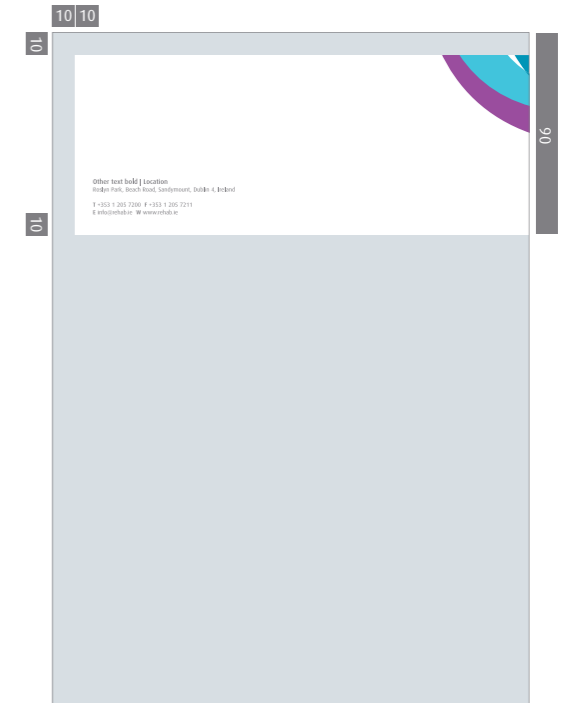 10 10
10
90
Other text bold | Location
Roslyn Park, Beach Road, Sandymount, Dublin 4, Ireland
T +353 1 205 7200 F +353 1 205 7211
E info@rehab.ie W www.rehab.ie
10